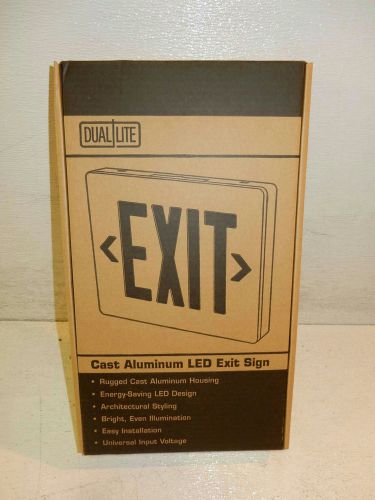 DUAL LITE
EXIT
Cast Aluminum LED Exit Sign
• Rugged Cast Aluminum Housing
• Energy-Saving LED Design
• Architectural Styling
• Bright, Even Illumination
• Easy Installation
• Universal Input Voltage